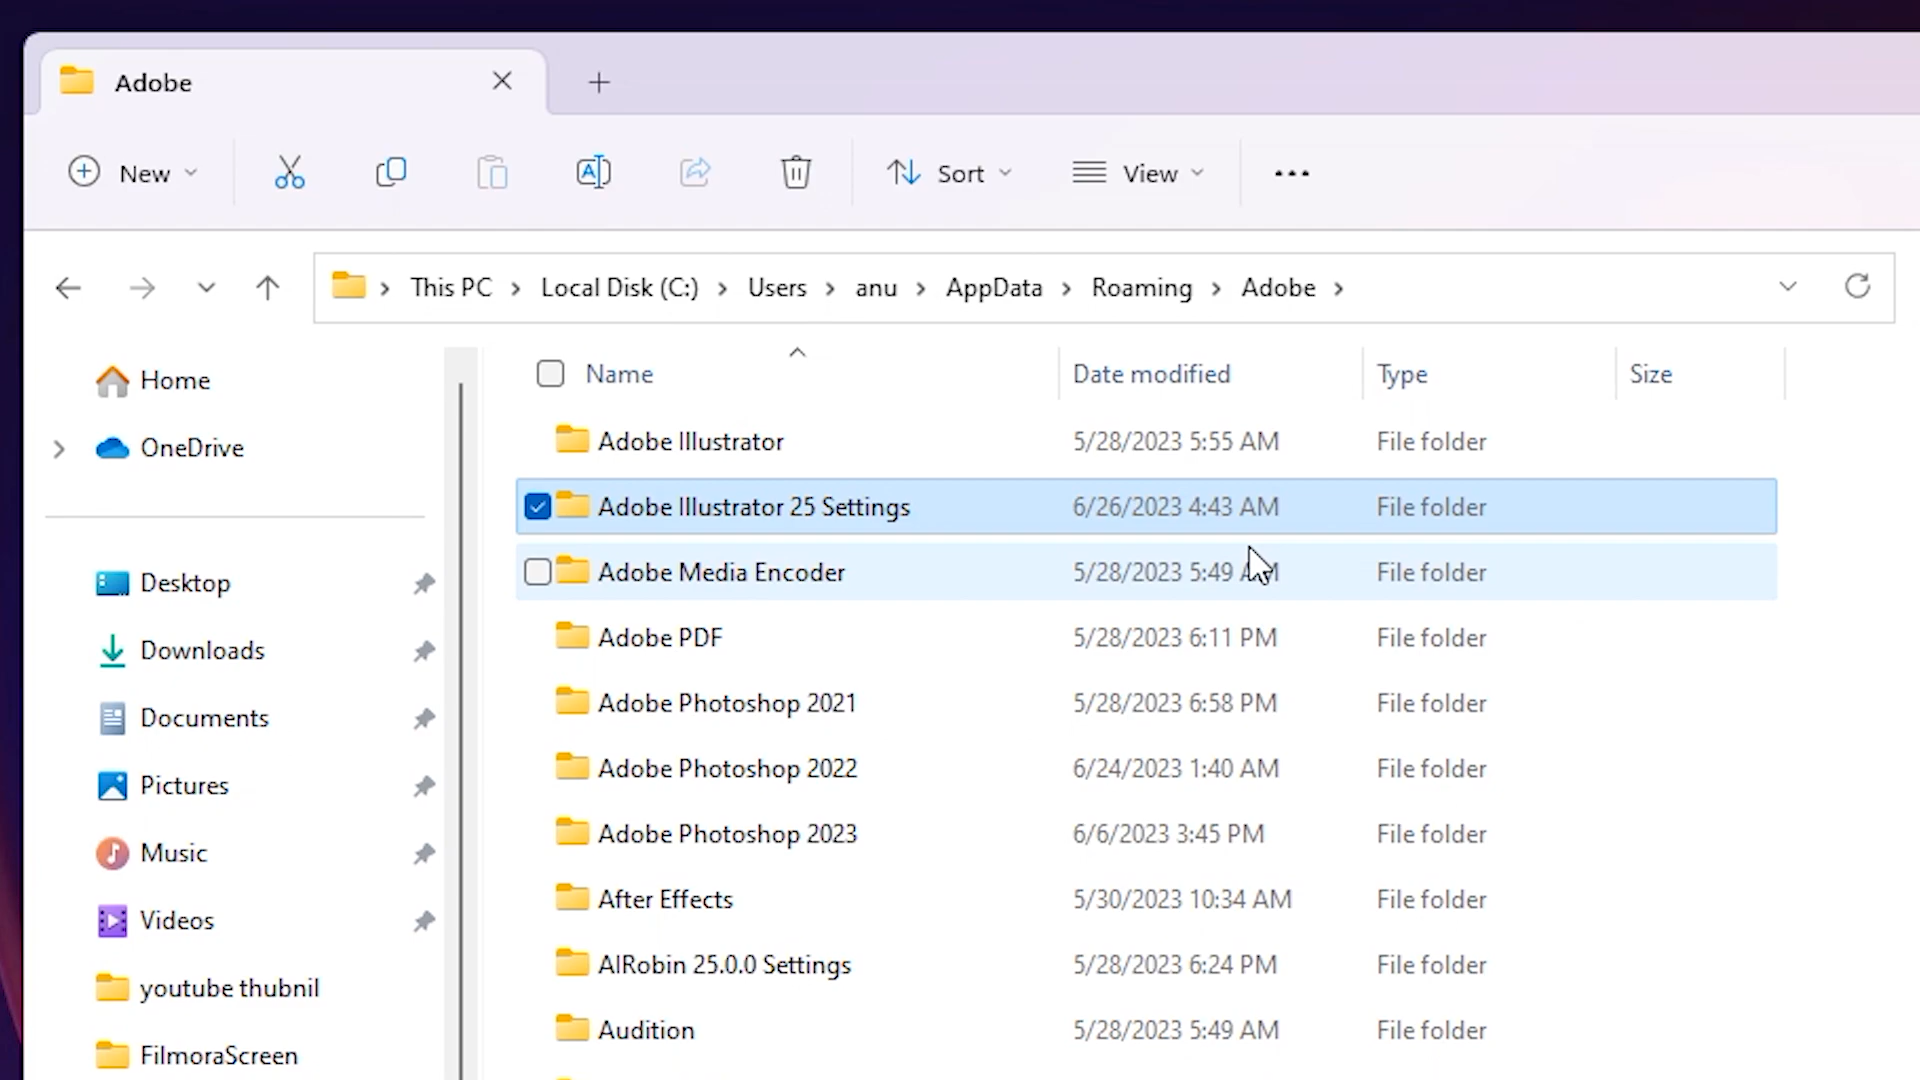 Adobe
New
Sort
View
This PC > Local Disk (C:) > Users > anu > AppData > Roaming > Adobe >
Home
OneDrive
Desktop
Downloads
Documents
Pictures
Music
Videos
youtube thubnil
FilmoraScreen
Name Date modified Type Size
Adobe Illustrator 5/28/2023 5:55 AM File folder
Adobe Illustrator 25 Settings 6/26/2023 4:43 AM File folder
Adobe Media Encoder 5/28/2023 5:49 AM File folder
Adobe PDF 5/28/2023 6:11 PM File folder
Adobe Photoshop 2021 5/28/2023 6:58 PM File folder
Adobe Photoshop 2022 6/24/2023 1:40 AM File folder
Adobe Photoshop 2023 6/6/2023 3:45 PM File folder
After Effects 5/30/2023 10:34 AM File folder
AIRobin 25.0.0 Settings 5/28/2023 6:24 PM File folder
Audition 5/28/2023 5:49 AM File folder